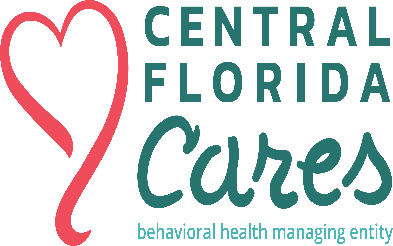 CENTRAL
FLORIDA
Cares
behavioral health managing entity